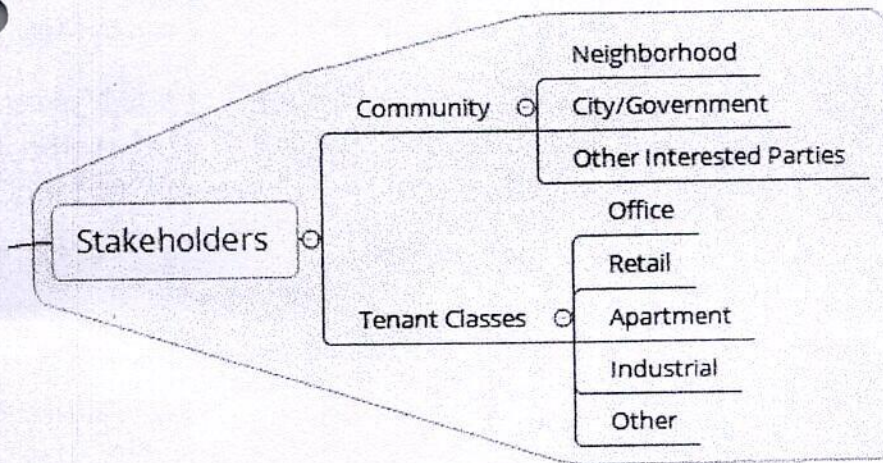 Stakeholders
Community
Neighborhood
City/Government
Other Interested Parties
Tenant Classes
Office
Retail
Apartment
Industrial
Other